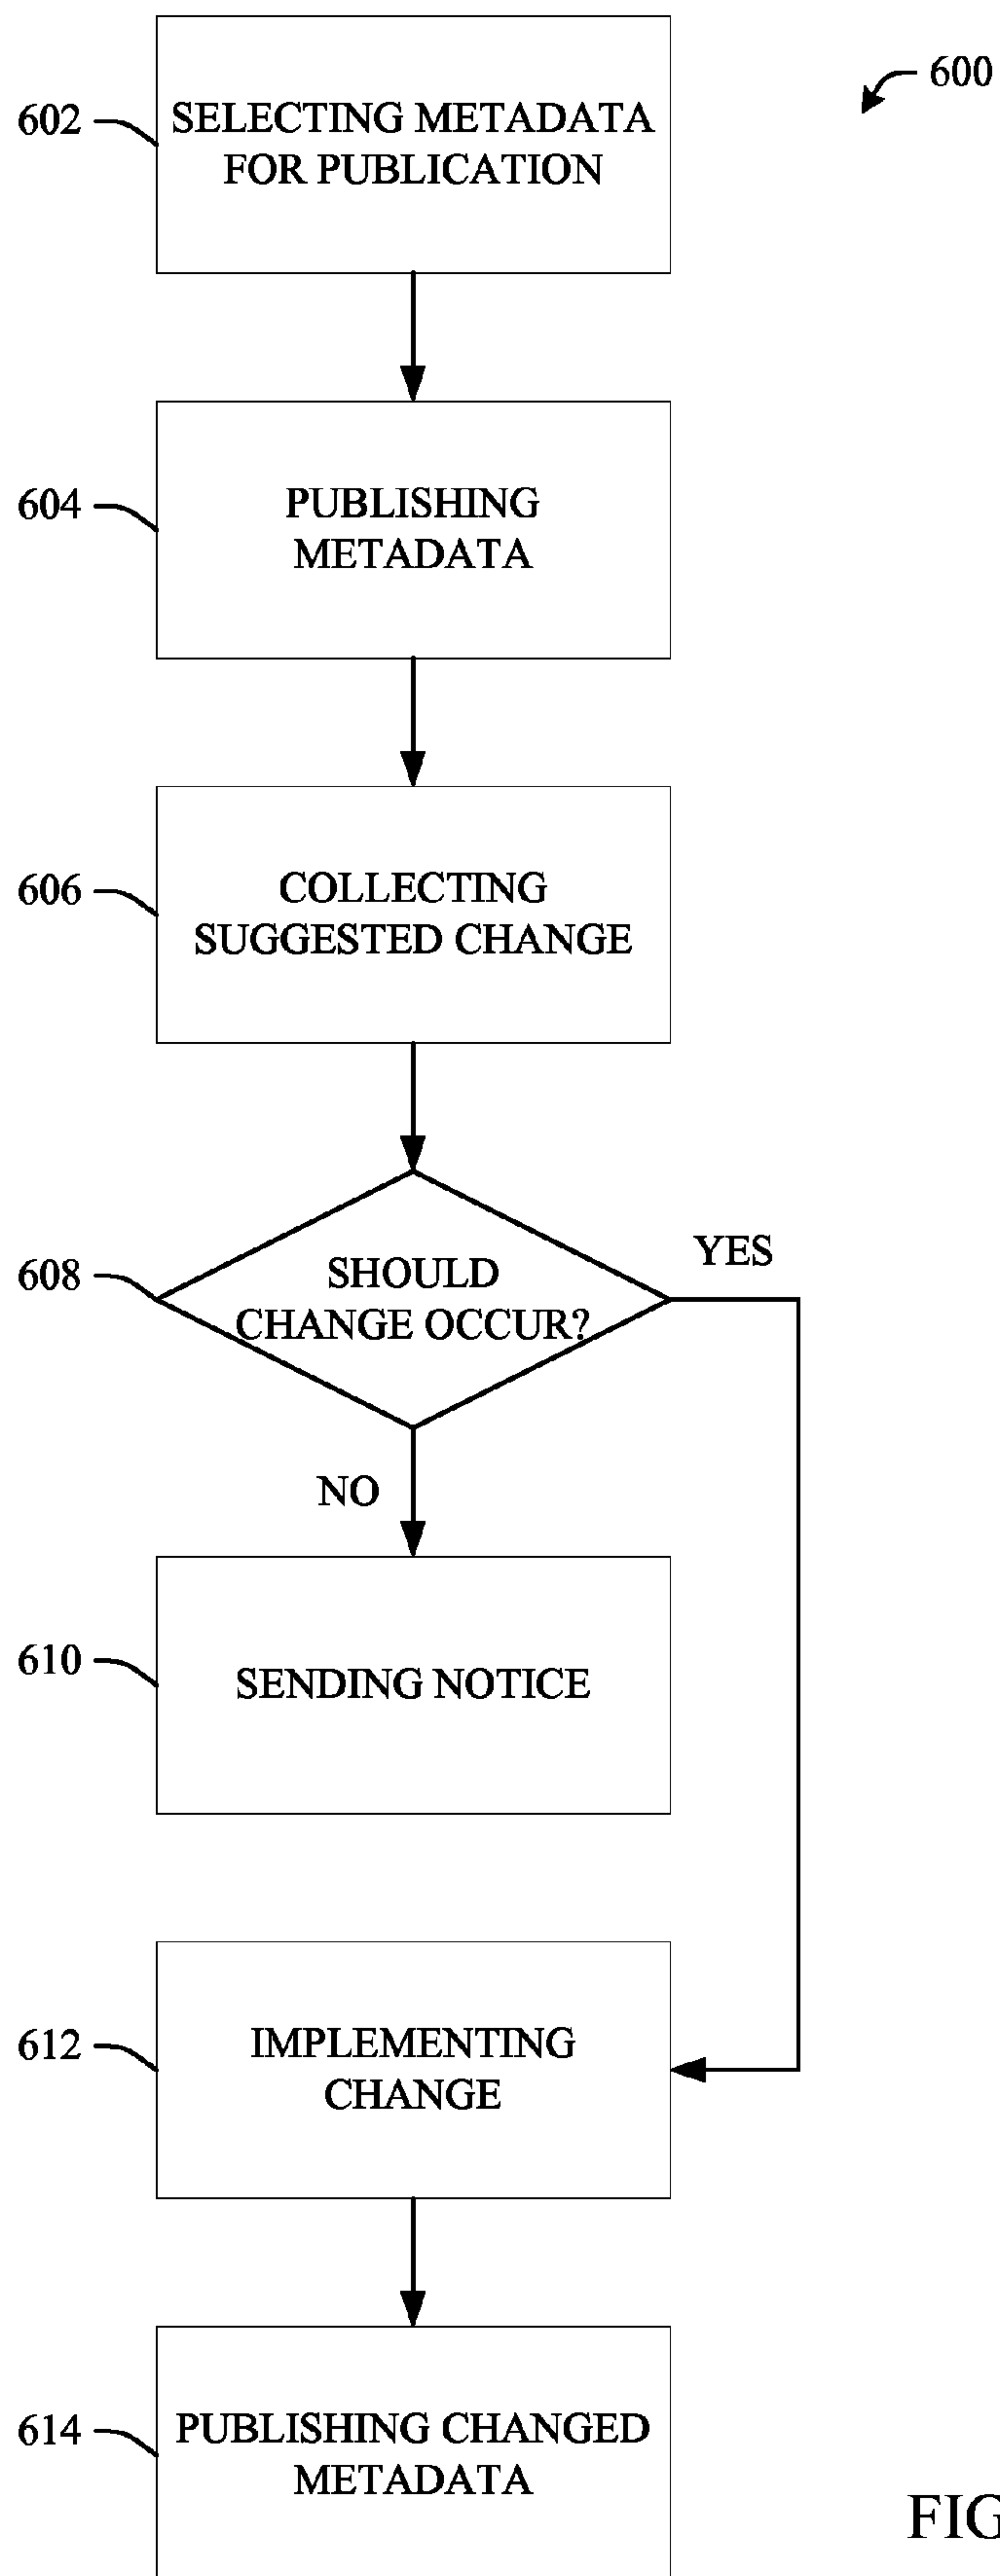 600
602
SELECTING METADATA
FOR PUBLICATION
604
PUBLISHING
METADATA
606
COLLECTING
SUGGESTED CHANGE
608
SHOULD
CHANGE OCCUR?
YES
NO
610
SENDING NOTICE
612
IMPLEMENTING
CHANGE
614
PUBLISHING CHANGED
METADATA
FIG